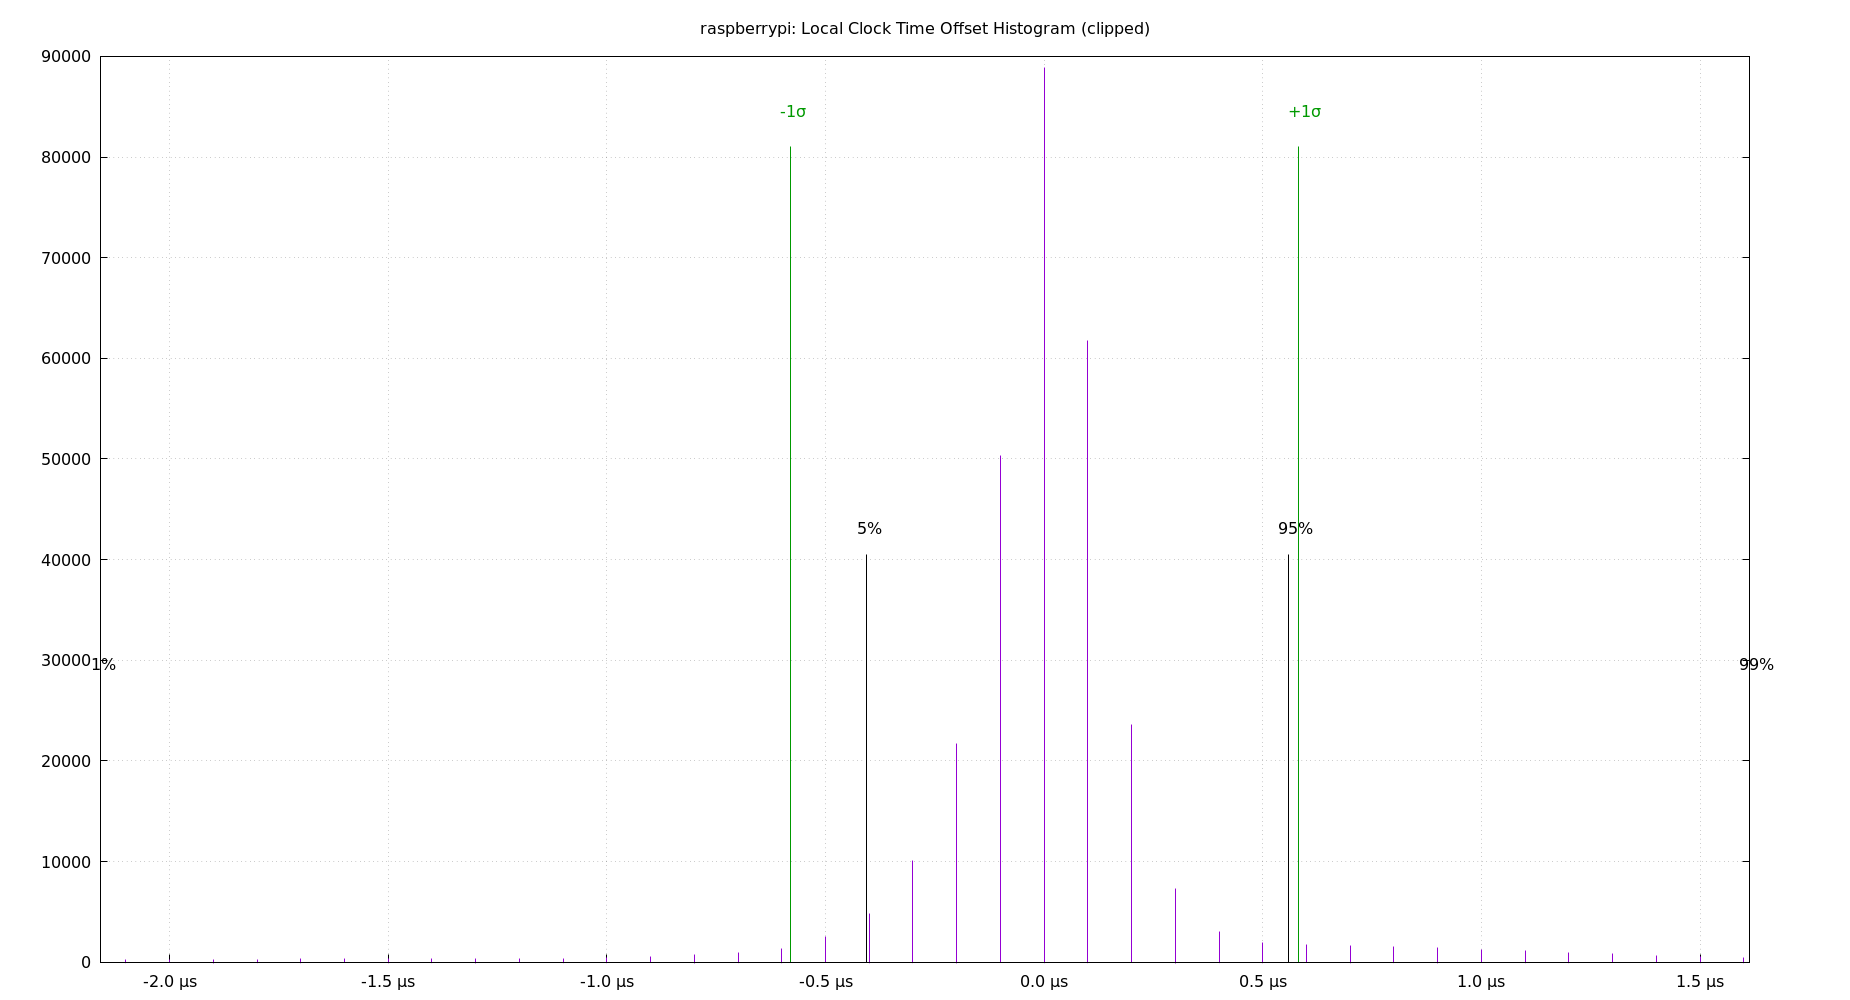 raspberrypi: Local Clock Time Offset Histogram (clipped)
90000
-1σ +1σ
80000
70000
60000
50000
5% 95%
40000
30000 1% 99%
20000
10000
0
-2.0 µs -1.5 µs -1.0 µs -0.5 µs 0.0 µs 0.5 µs 1.0 µs 1.5 µs